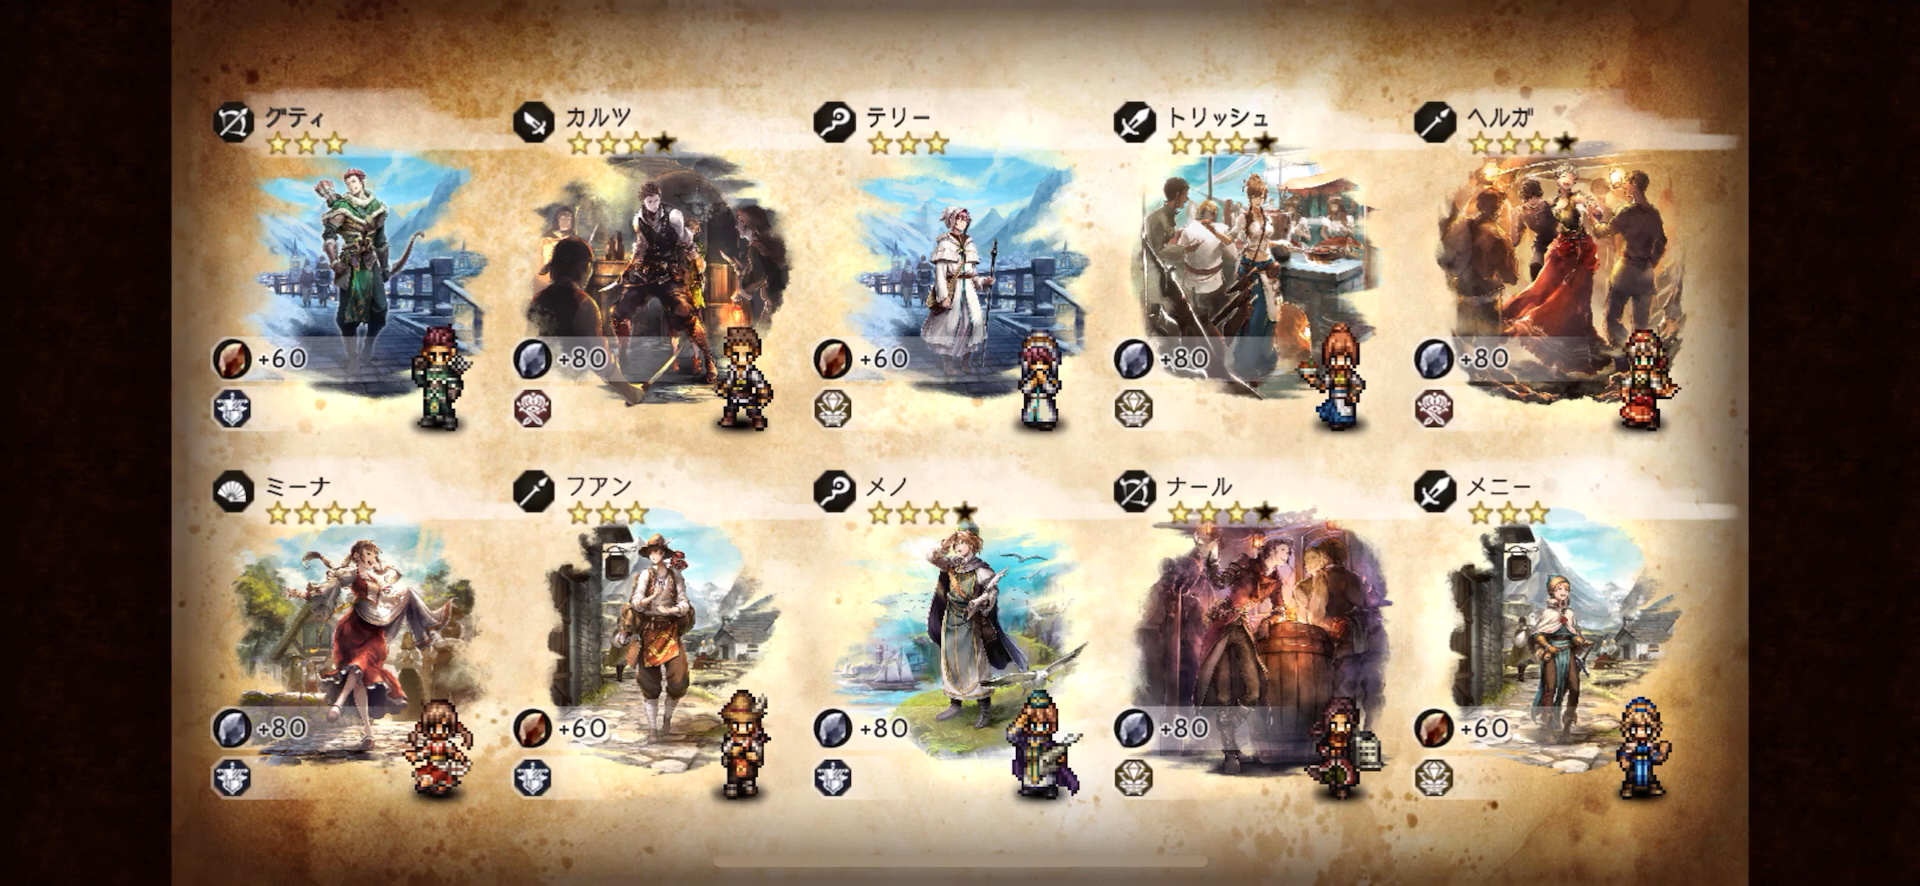 グティ
カルツ
テリー
トリッシュ
ヘルガ
+60
+80
+60
+80
+80
ミーナ
フアン
メノ
ナール
メニー
+80
+60
+80
+80
+60